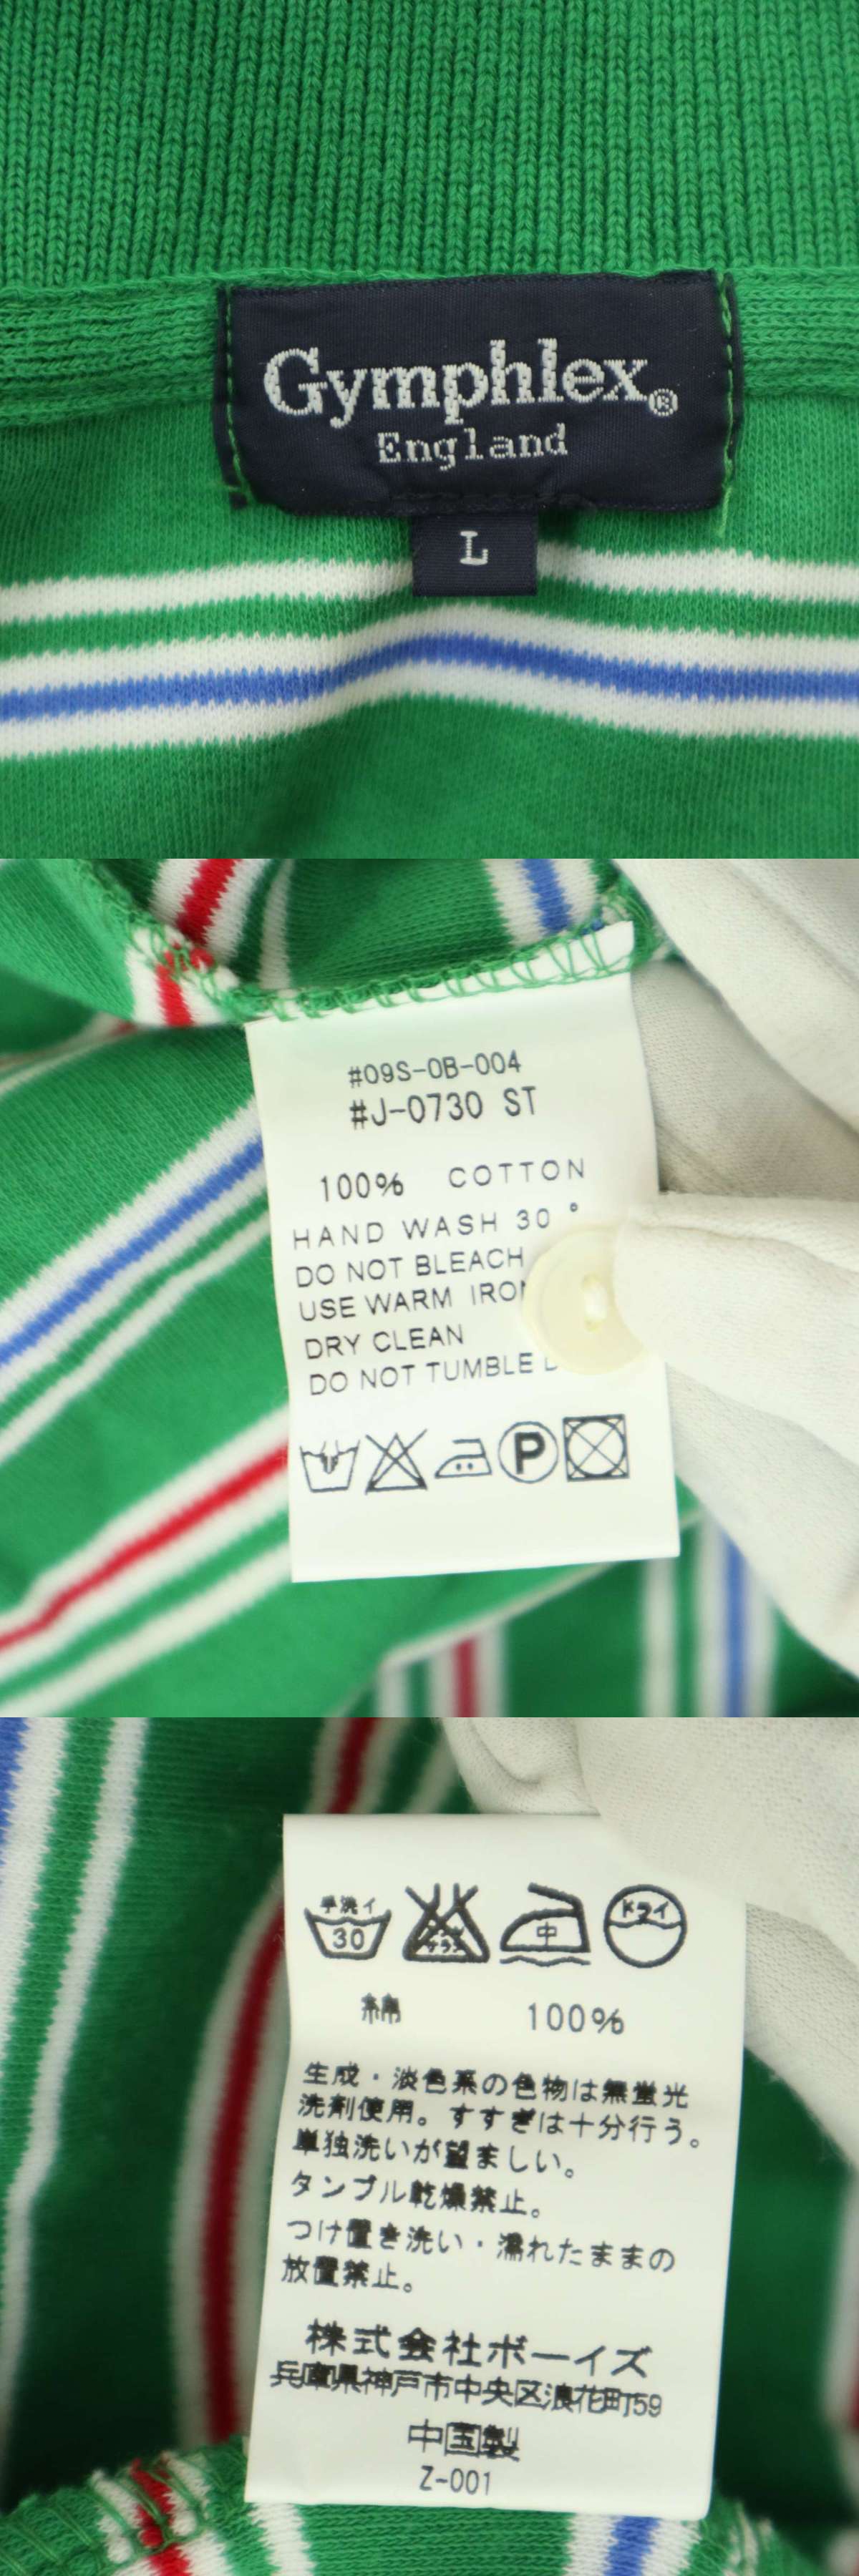 Gymphlex®
England
L
#09S-0B-004
#J-0730 ST
100% COTTON
HAND WASH 30°
DO NOT BLEACH
USE WARM IRON
DRY CLEAN
DO NOT TUMBLE D
P
手洗イ
30
中
ドライ
綿 100%
生成・淡色系の色物は無蛍光
洗剤使用。すすぎは十分行う。
単独洗いが望ましい。
タンブル乾燥禁止。
つけ置き洗い・濡れたままの
放置禁止。
株式会社ボーイズ
兵庫県神戸市中央区浪花町59
中国製
Z-001